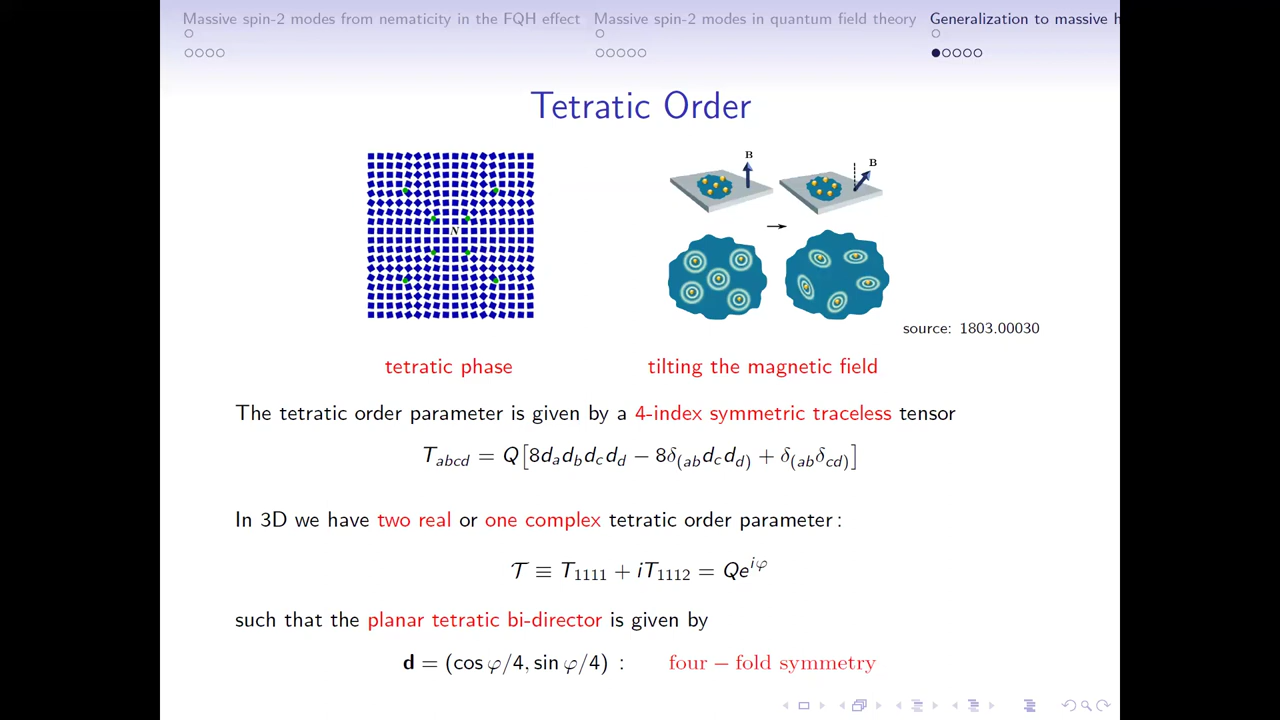 Massive spin-2 modes from nematicity in the FQH effect Massive spin-2 modes in quantum field theory Generalization to massive h
Tetratic Order
B B
N
source: 1803.00030
tetratic phase tilting the magnetic field
The tetratic order parameter is given by a 4-index symmetric traceless tensor
T_{abcd} = Q[8d_a d_b d_c d_d − 8δ_{(ab}d_c d_{d)} + δ_{(ab}δ_{cd)}]
In 3D we have two real or one complex tetratic order parameter:
𝒯 ≡ T_{1111} + iT_{1112} = Qe^{iφ}
such that the planar tetratic bi-director is given by
d = (cos φ/4, sin φ/4) : four − fold symmetry